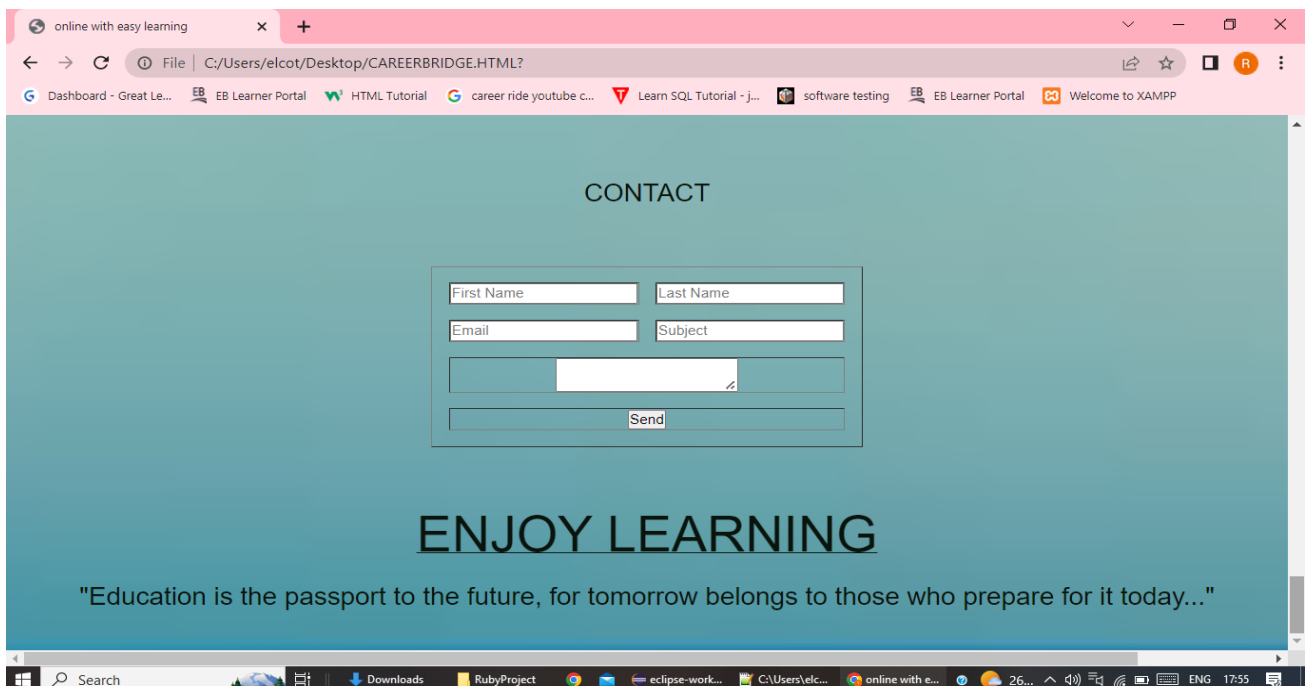 online with easy learning
File | C:/Users/elcot/Desktop/CAREERBRIDGE.HTML?
R
Dashboard - Great Le... EB Learner Portal HTML Tutorial career ride youtube c... Learn SQL Tutorial - j... software testing EB Learner Portal Welcome to XAMPP
CONTACT
First Name Last Name
Email Subject
Send
ENJOY LEARNING
"Education is the passport to the future, for tomorrow belongs to those who prepare for it today..."
Search Downloads RubyProject eclipse-work... C:\Users\elc... online with e... 26... ENG 17:55